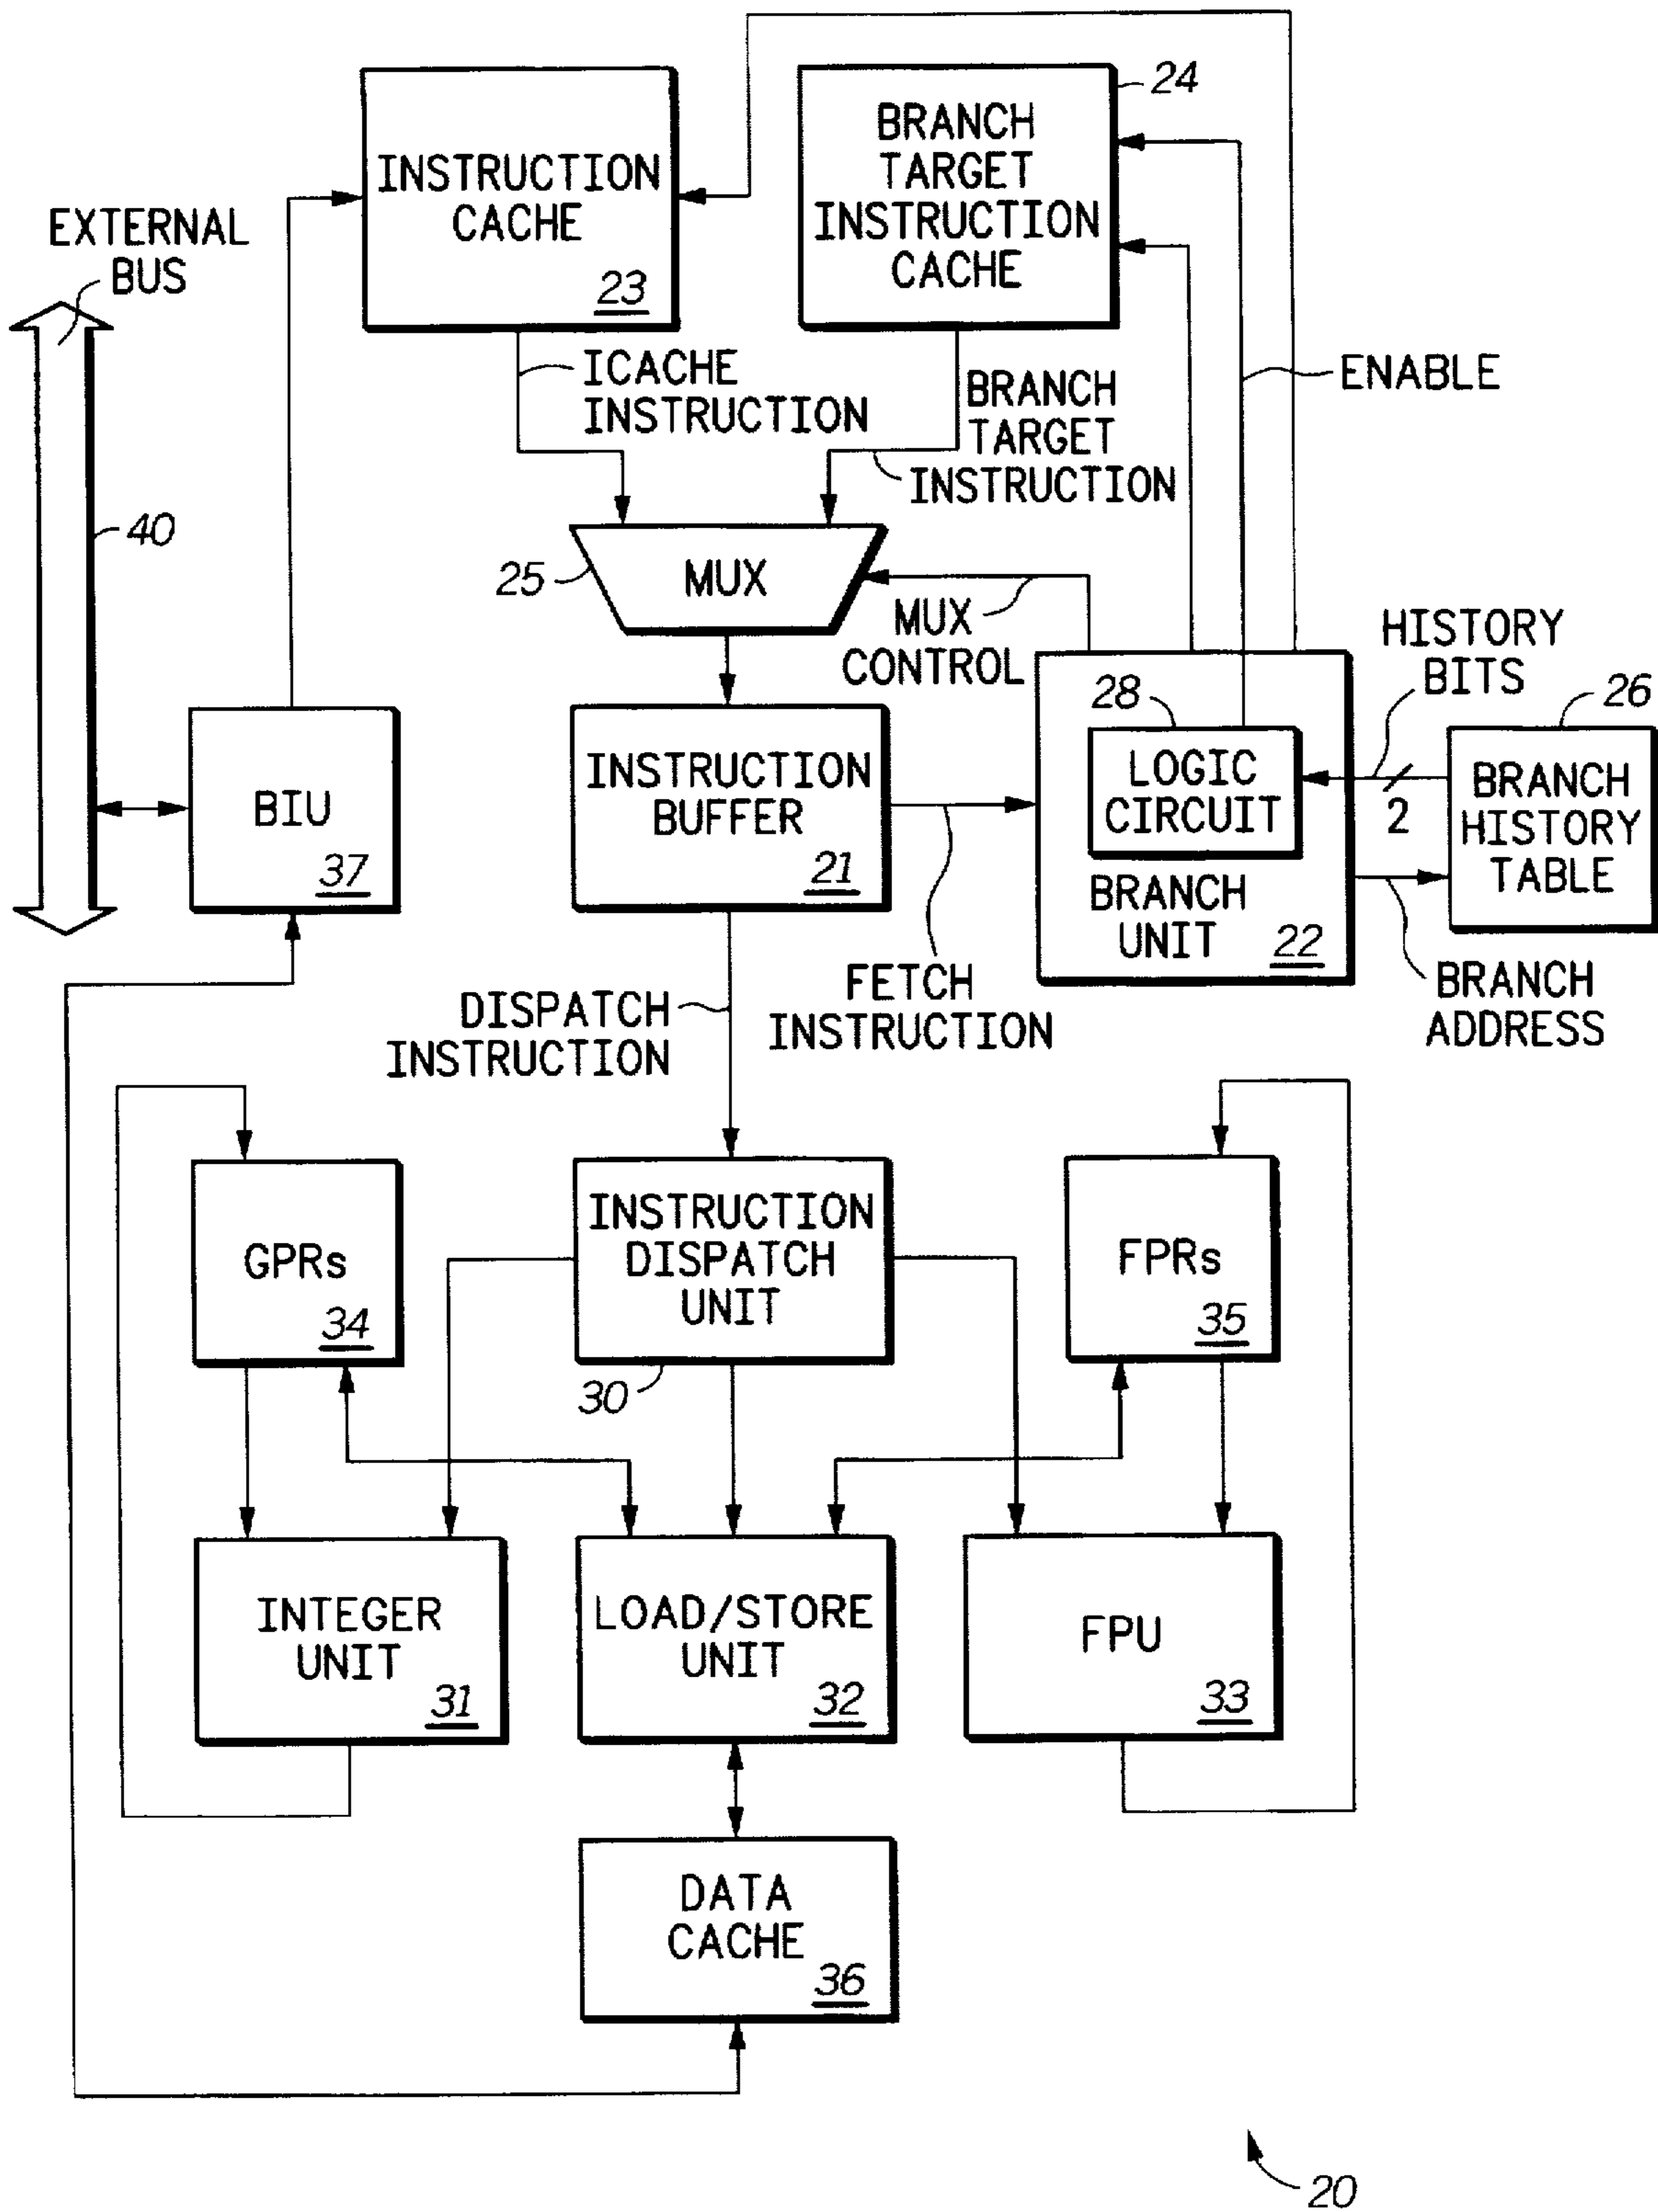 24
INSTRUCTION
CACHE
23
BRANCH
TARGET
INSTRUCTION
CACHE
EXTERNAL
BUS
ICACHE
INSTRUCTION
BRANCH
TARGET
INSTRUCTION
ENABLE
40
25
MUX
MUX
CONTROL
HISTORY
BITS
26
BIU
37
INSTRUCTION
BUFFER
21
28
LOGIC
CIRCUIT
BRANCH
UNIT
22
2
BRANCH
HISTORY
TABLE
DISPATCH
INSTRUCTION
FETCH
INSTRUCTION
BRANCH
ADDRESS
GPRs
34
INSTRUCTION
DISPATCH
UNIT
30
FPRs
35
INTEGER
UNIT
31
LOAD/STORE
UNIT
32
FPU
33
DATA
CACHE
36
20